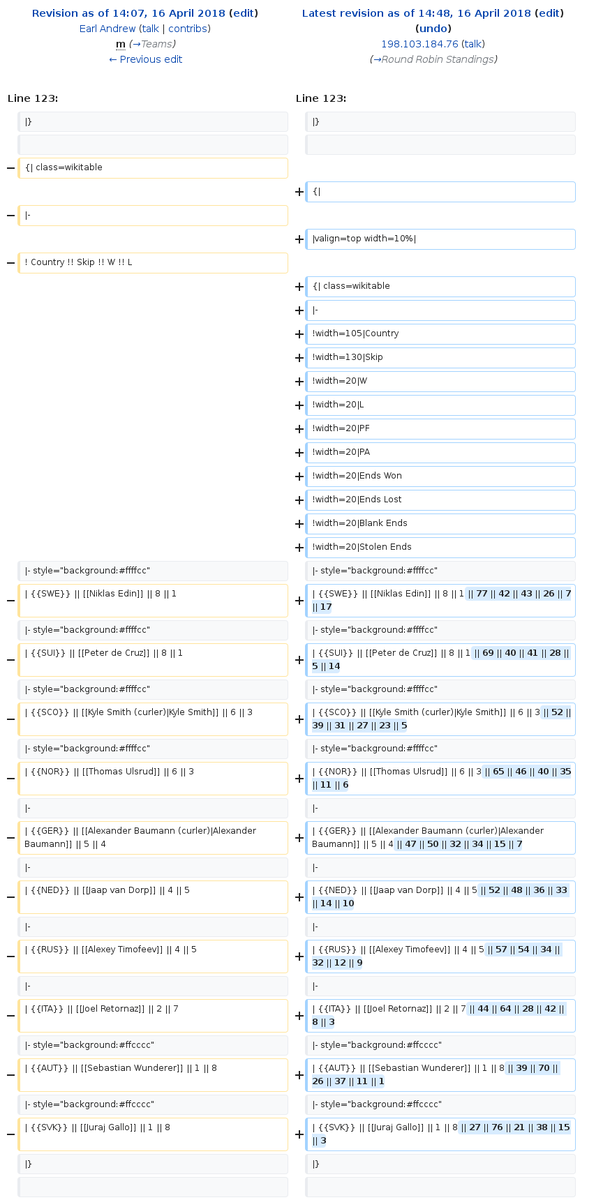 Revision as of 14:07, 16 April 2018 (edit)
Earl Andrew (talk | contribs)
m (→Teams)
← Previous edit
Latest revision as of 14:48, 16 April 2018 (edit)
(undo)
198.103.184.76 (talk)
(→Round Robin Standings)
Line 123:
Line 123:
|}
|}
− {| class=wikitable
+ {|
− |-
+ |valign=top width=10%|
− ! Country !! Skip !! W !! L
+ {| class=wikitable
+ |-
+ !width=105|Country
+ !width=130|Skip
+ !width=20|W
+ !width=20|L
+ !width=20|PF
+ !width=20|PA
+ !width=20|Ends Won
+ !width=20|Ends Lost
+ !width=20|Blank Ends
+ !width=20|Stolen Ends
|- style="background:#ffffcc"
|- style="background:#ffffcc"
− | {{SWE}} || [[Niklas Edin]] || 8 || 1
+ | {{SWE}} || [[Niklas Edin]] || 8 || 1 || 77 || 42 || 43 || 26 || 7
|| 17
|- style="background:#ffffcc"
|- style="background:#ffffcc"
− | {{SUI}} || [[Peter de Cruz]] || 8 || 1
+ | {{SUI}} || [[Peter de Cruz]] || 8 || 1 || 69 || 40 || 41 || 28 ||
5 || 14
|- style="background:#ffffcc"
|- style="background:#ffffcc"
− | {{SCO}} || [[Kyle Smith (curler)|Kyle Smith]] || 6 || 3
+ | {{SCO}} || [[Kyle Smith (curler)|Kyle Smith]] || 6 || 3 || 52 ||
39 || 31 || 27 || 23 || 5
|- style="background:#ffffcc"
|- style="background:#ffffcc"
− | {{NOR}} || [[Thomas Ulsrud]] || 6 || 3
+ | {{NOR}} || [[Thomas Ulsrud]] || 6 || 3 || 65 || 46 || 40 || 35
|| 11 || 6
|-
|-
− | {{GER}} || [[Alexander Baumann (curler)|Alexander
Baumann]] || 5 || 4
+ | {{GER}} || [[Alexander Baumann (curler)|Alexander
Baumann]] || 5 || 4 || 47 || 50 || 32 || 34 || 15 || 7
|-
|-
− | {{NED}} || [[Jaap van Dorp]] || 4 || 5
+ | {{NED}} || [[Jaap van Dorp]] || 4 || 5 || 52 || 48 || 36 || 33
|| 14 || 10
|-
|-
− | {{RUS}} || [[Alexey Timofeev]] || 4 || 5
+ | {{RUS}} || [[Alexey Timofeev]] || 4 || 5 || 57 || 54 || 34 ||
32 || 12 || 9
|-
|-
− | {{ITA}} || [[Joel Retornaz]] || 2 || 7
+ | {{ITA}} || [[Joel Retornaz]] || 2 || 7 || 44 || 64 || 28 || 42 ||
8 || 3
|- style="background:#ffcccc"
|- style="background:#ffcccc"
− | {{AUT}} || [[Sebastian Wunderer]] || 1 || 8
+ | {{AUT}} || [[Sebastian Wunderer]] || 1 || 8 || 39 || 70 ||
26 || 37 || 11 || 1
|- style="background:#ffcccc"
|- style="background:#ffcccc"
− | {{SVK}} || [[Juraj Gallo]] || 1 || 8
+ | {{SVK}} || [[Juraj Gallo]] || 1 || 8 || 27 || 76 || 21 || 38 || 15
|| 3
|}
|}